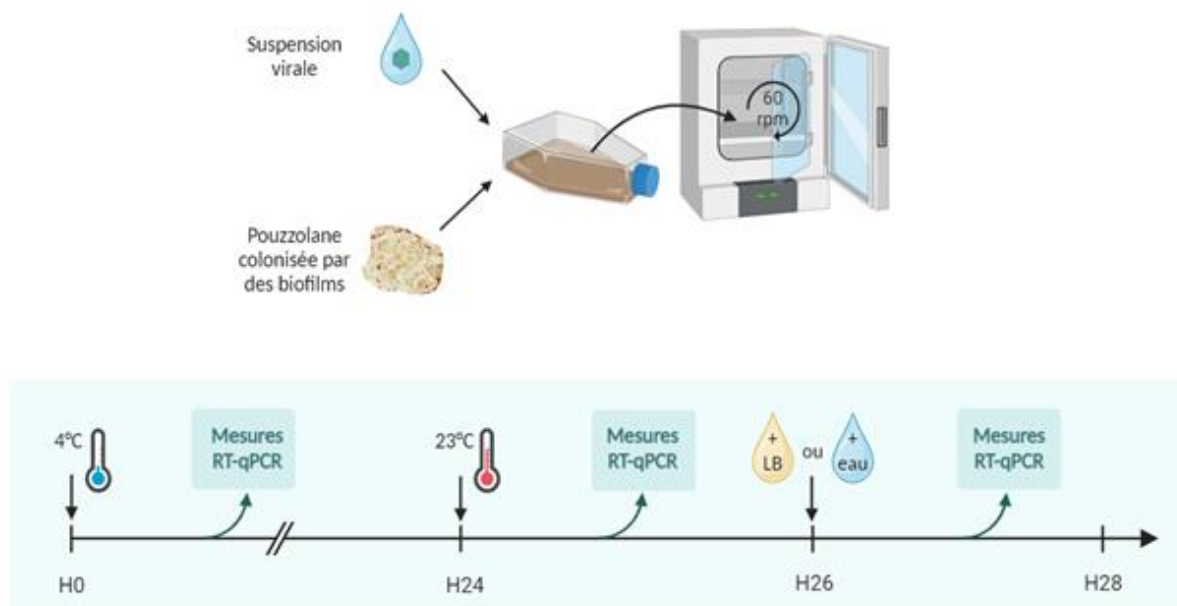 Suspension
virale
60
rpm
Pouzzolane
colonisée par
des biofilms
4°C
Mesures
RT-qPCR
23°C
Mesures
RT-qPCR
+
LB
ou
+
eau
Mesures
RT-qPCR
H0
H24
H26
H28